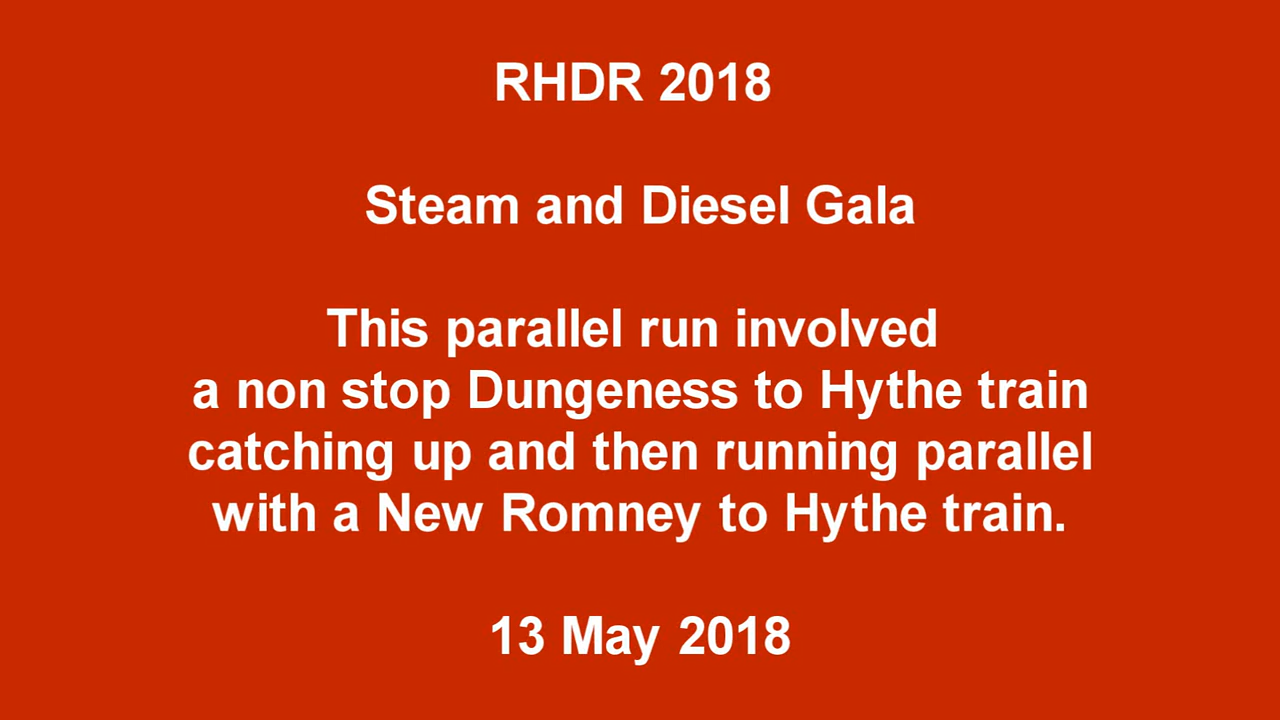 RHDR 2018
Steam and Diesel Gala
This parallel run involved
a non stop Dungeness to Hythe train
catching up and then running parallel
with a New Romney to Hythe train.
13 May 2018